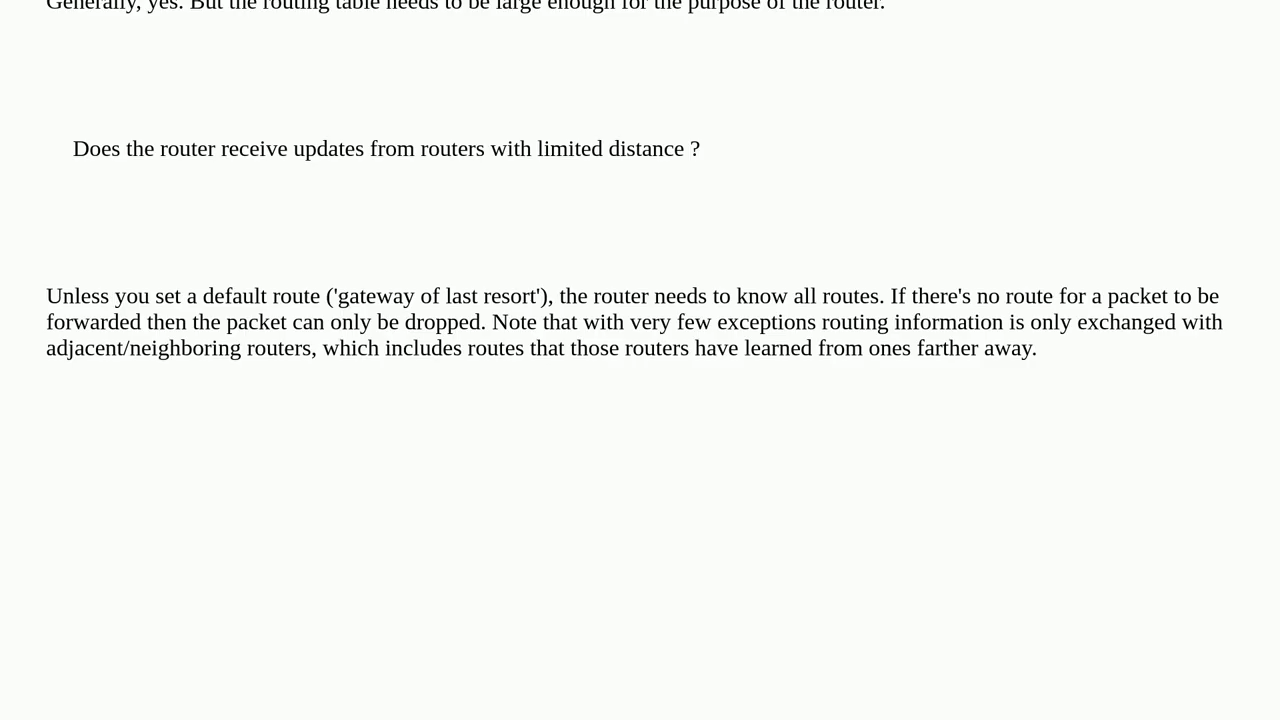 Generally, yes. But the routing table needs to be large enough for the purpose of the router.
Does the router receive updates from routers with limited distance ?
Unless you set a default route ('gateway of last resort'), the router needs to know all routes. If there's no route for a packet to be
forwarded then the packet can only be dropped. Note that with very few exceptions routing information is only exchanged with
adjacent/neighboring routers, which includes routes that those routers have learned from ones farther away.